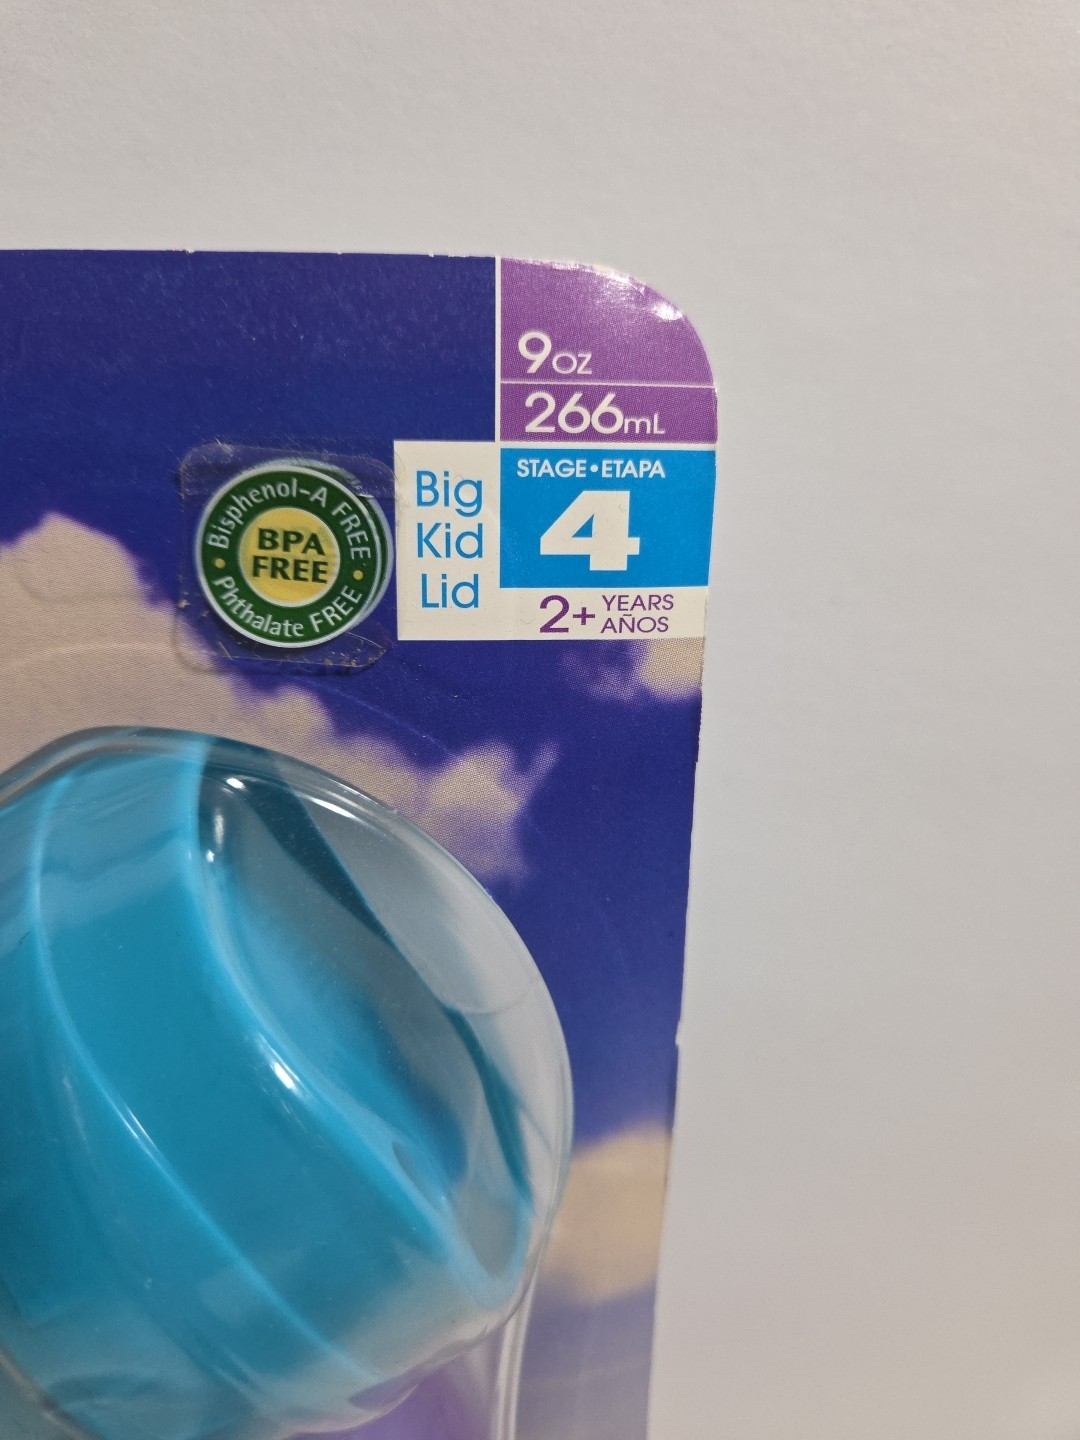 9oz
266mL
STAGE•ETAPA
4
Big
Kid
Lid
2+ YEARS
AÑOS
Bisphenol-A FREE
BPA
FREE
• Phthalate FREE •